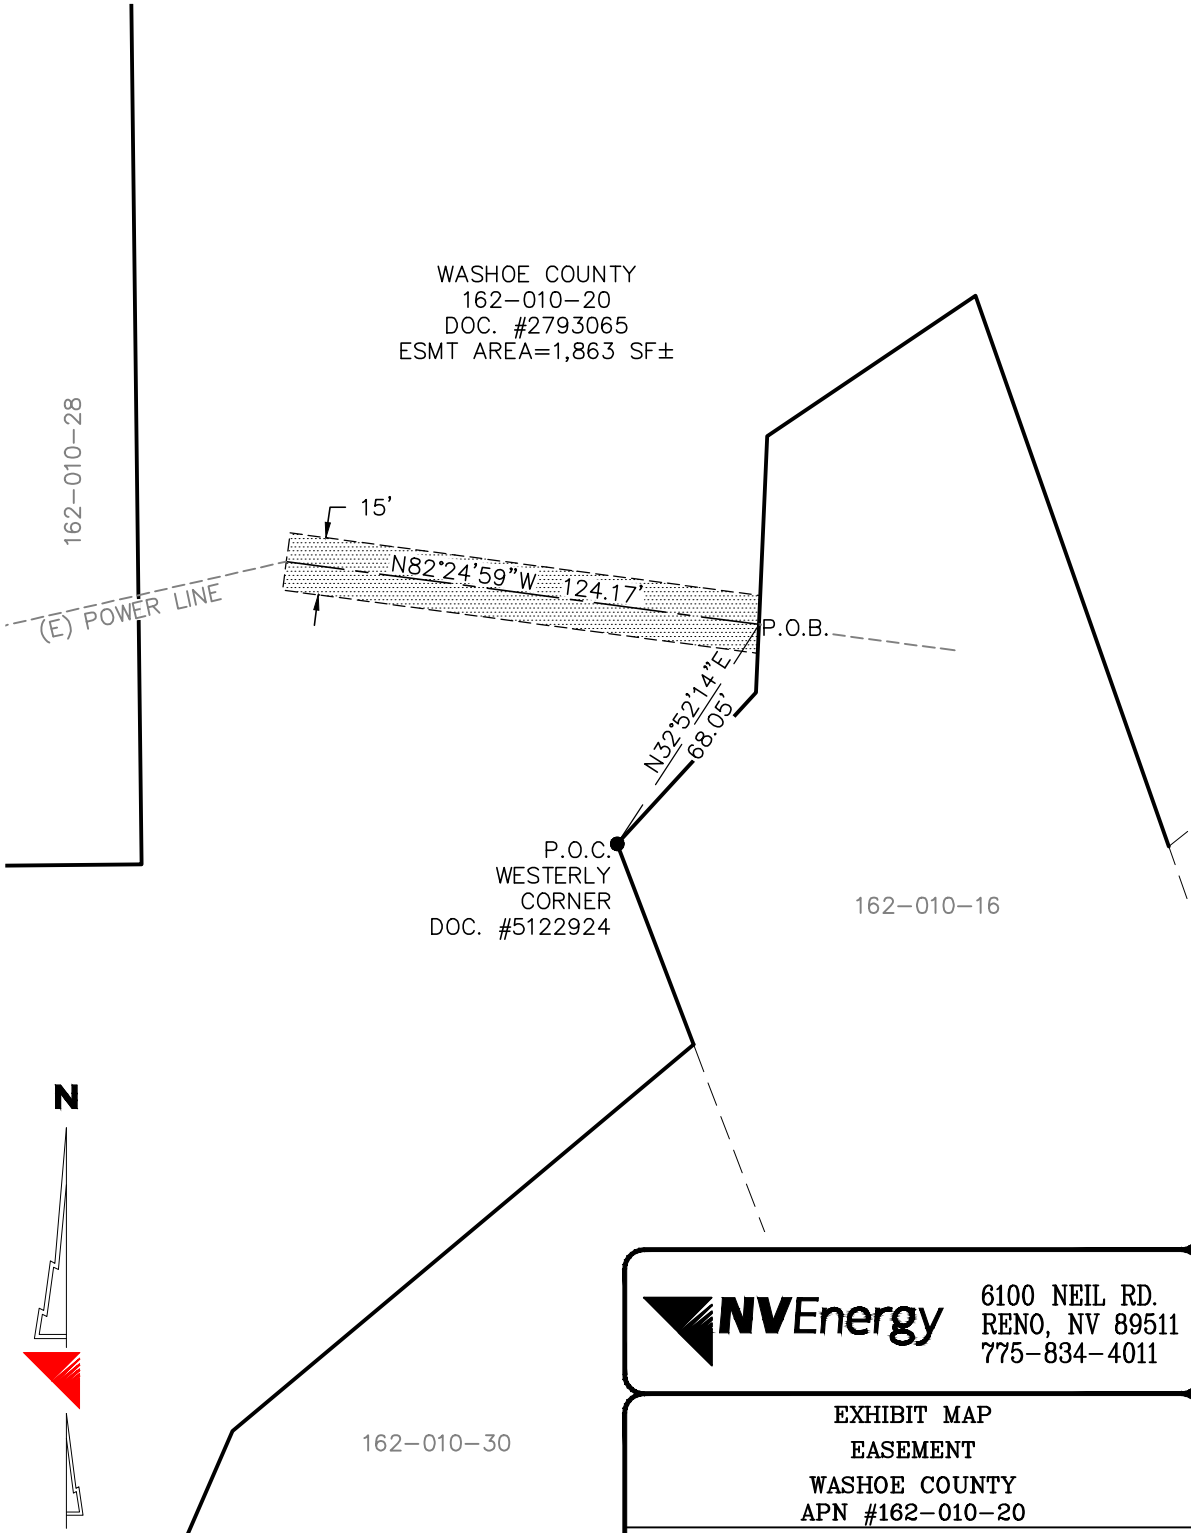 WASHOE COUNTY
162-010-20
DOC. #2793065
ESMT AREA=1,863 SF±
162-010-28
15'
N82°24'59"W 124.17'
(E) POWER LINE
P.O.B.
N32°52'14"E
68.05'
P.O.C.
WESTERLY
CORNER
DOC. #5122924
162-010-16
N
NVEnergy
6100 NEIL RD.
RENO, NV 89511
775-834-4011
162-010-30
EXHIBIT MAP
EASEMENT
WASHOE COUNTY
APN #162-010-20